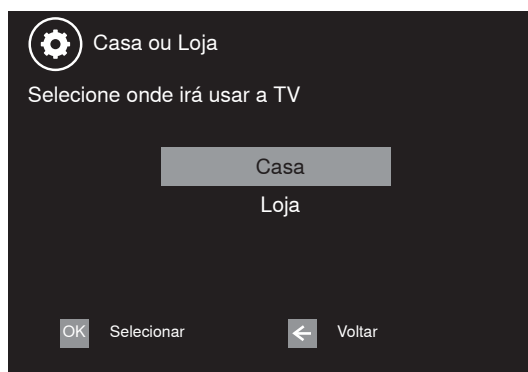 Casa ou Loja
Selecione onde irá usar a TV
Casa
Loja
OK Selecionar Voltar